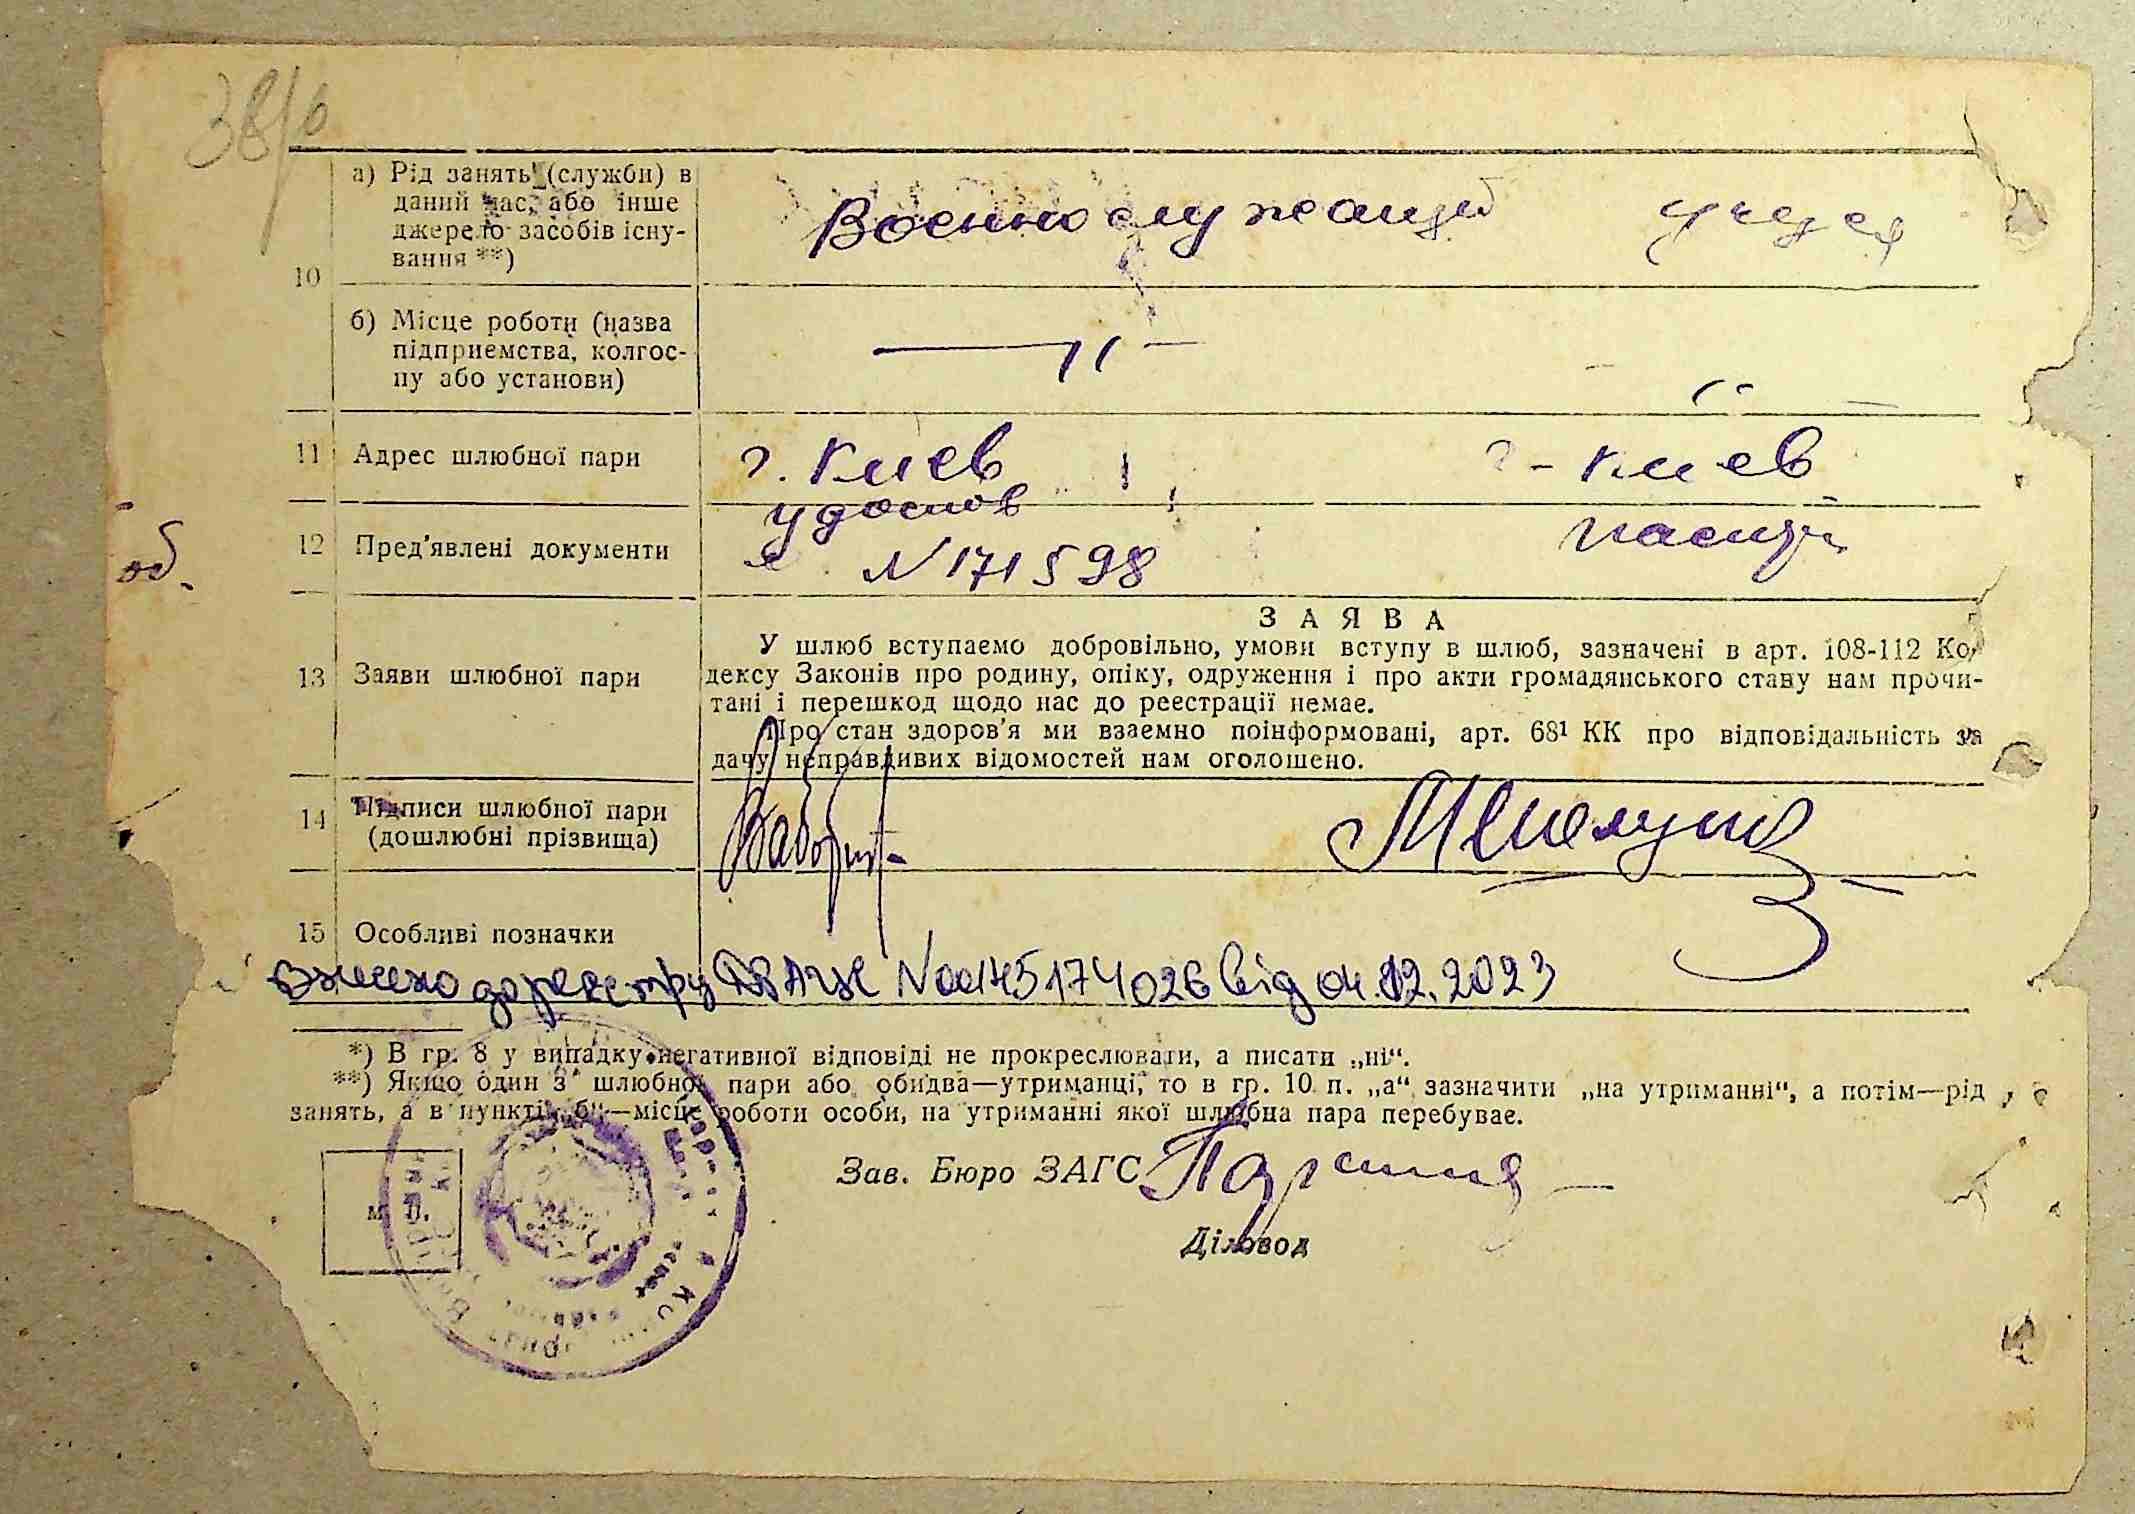 10
а) Рід занять (служби) в
даний час, або інше
джерело засобів існу-
вання **)
Военнослужащий
б) Місце роботи (назва
підприємства, колгос-
пу або установи)
— 〃 —
11 Адрес шлюбної пари
г. Киев г-Киев
12 Пред'явлені документи
удостов
N 171598
13 Заяви шлюбної пари
ЗАЯВА
У шлюб вступаємо добровільно, умови вступу в шлюб, зазначені в арт. 108-112 Ко-
дексу Законів про родину, опіку, одруження і про акти громадянського стану нам прочи-
тані і перешкод щодо нас до реєстрації немає.
Про стан здоров'я ми взаємно поінформовані, арт. 68¹ КК про відповідальність за
дачу неправдивих відомостей нам оголошено.
14 Підписи шлюбної пари
(дошлюбні прізвища)
15 Особливі позначки
внесено до реєстру ДРАЦС N00145174026 від 04.12.2023
*) В гр. 8 у випадку негативної відповіді не прокреслювати, а писати „ні“.
**) Якщо один з шлюбної пари або обидва—утриманці, то в гр. 10 п. „а“ зазначити „на утриманні“, а потім—рід
занять, а в пункті „б“—місце роботи особи, на утриманні якої шлюбна пара перебуває.
м. п.
Зав. Бюро ЗАГС
Діловод